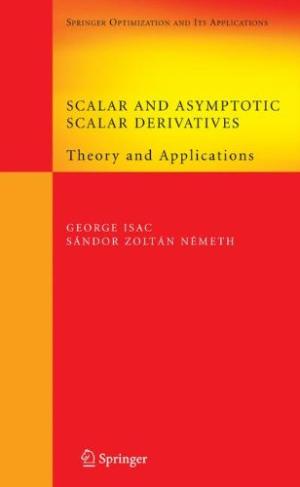 SPRINGER OPTIMIZATION AND ITS APPLICATIONS
SCALAR AND ASYMPTOTIC
SCALAR DERIVATIVES
Theory and Applications
GEORGE ISAC
SÁNDOR ZOLTÁN NÉMETH
Springer